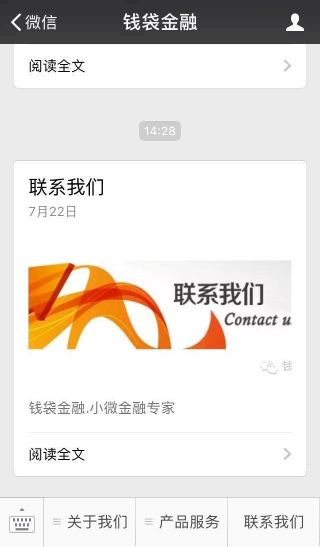 微信
钱袋金融
阅读全文
14:28
联系我们
7月22日
联系我们
Contact u
钱
钱袋金融.小微金融专家
阅读全文
关于我们
产品服务
联系我们